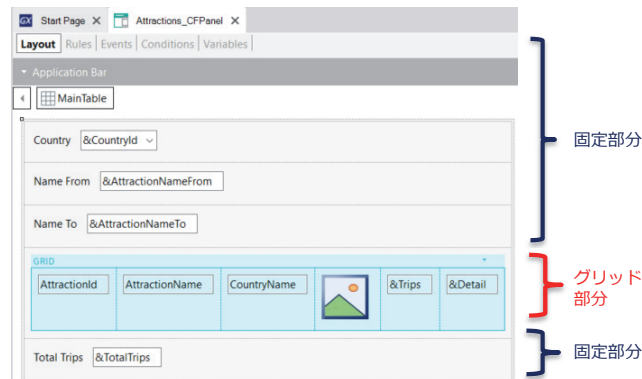 GX Start Page X Attractions_CFPanel X
Layout Rules Events Conditions Variables
Application Bar
MainTable
Country &CountryId
固定部分
Name From &AttractionNameFrom
Name To &AttractionNameTo
GRID
AttractionId AttractionName CountryName &Trips &Detail
グリッド
部分
Total Trips &TotalTrips
固定部分